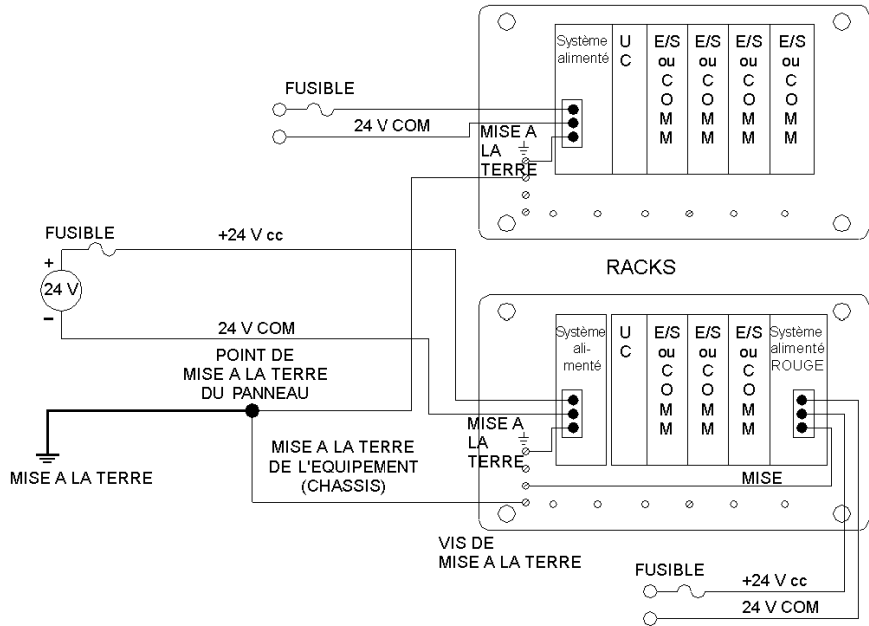 Système
alimenté
U
C
E/S
ou
C
O
M
M
E/S
ou
C
O
M
M
E/S
ou
C
O
M
M
E/S
ou
C
O
M
M
FUSIBLE
24 V COM
MISE A
LA
TERRE
FUSIBLE
+24 V cc
+
24 V
–
24 V COM
RACKS
Système
ali-
menté
U
C
E/S
ou
C
O
M
M
E/S
ou
C
O
M
M
E/S
ou
C
O
M
M
Système
alimenté
ROUGE
POINT DE
MISE A LA TERRE
DU PANNEAU
MISE A
LA
TERRE
MISE A LA TERRE
DE L'EQUIPEMENT
(CHASSIS)
MISE A LA TERRE
MISE
VIS DE
MISE A LA TERRE
FUSIBLE
+24 V cc
24 V COM